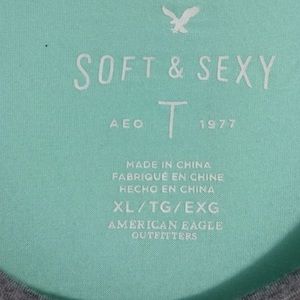 SOFT & SEXY
AEO T 1977
MADE IN CHINA
FABRIQUÉ EN CHINE
HECHO EN CHINA
XL/TG/EXG
AMERICAN EAGLE
OUTFITTERS